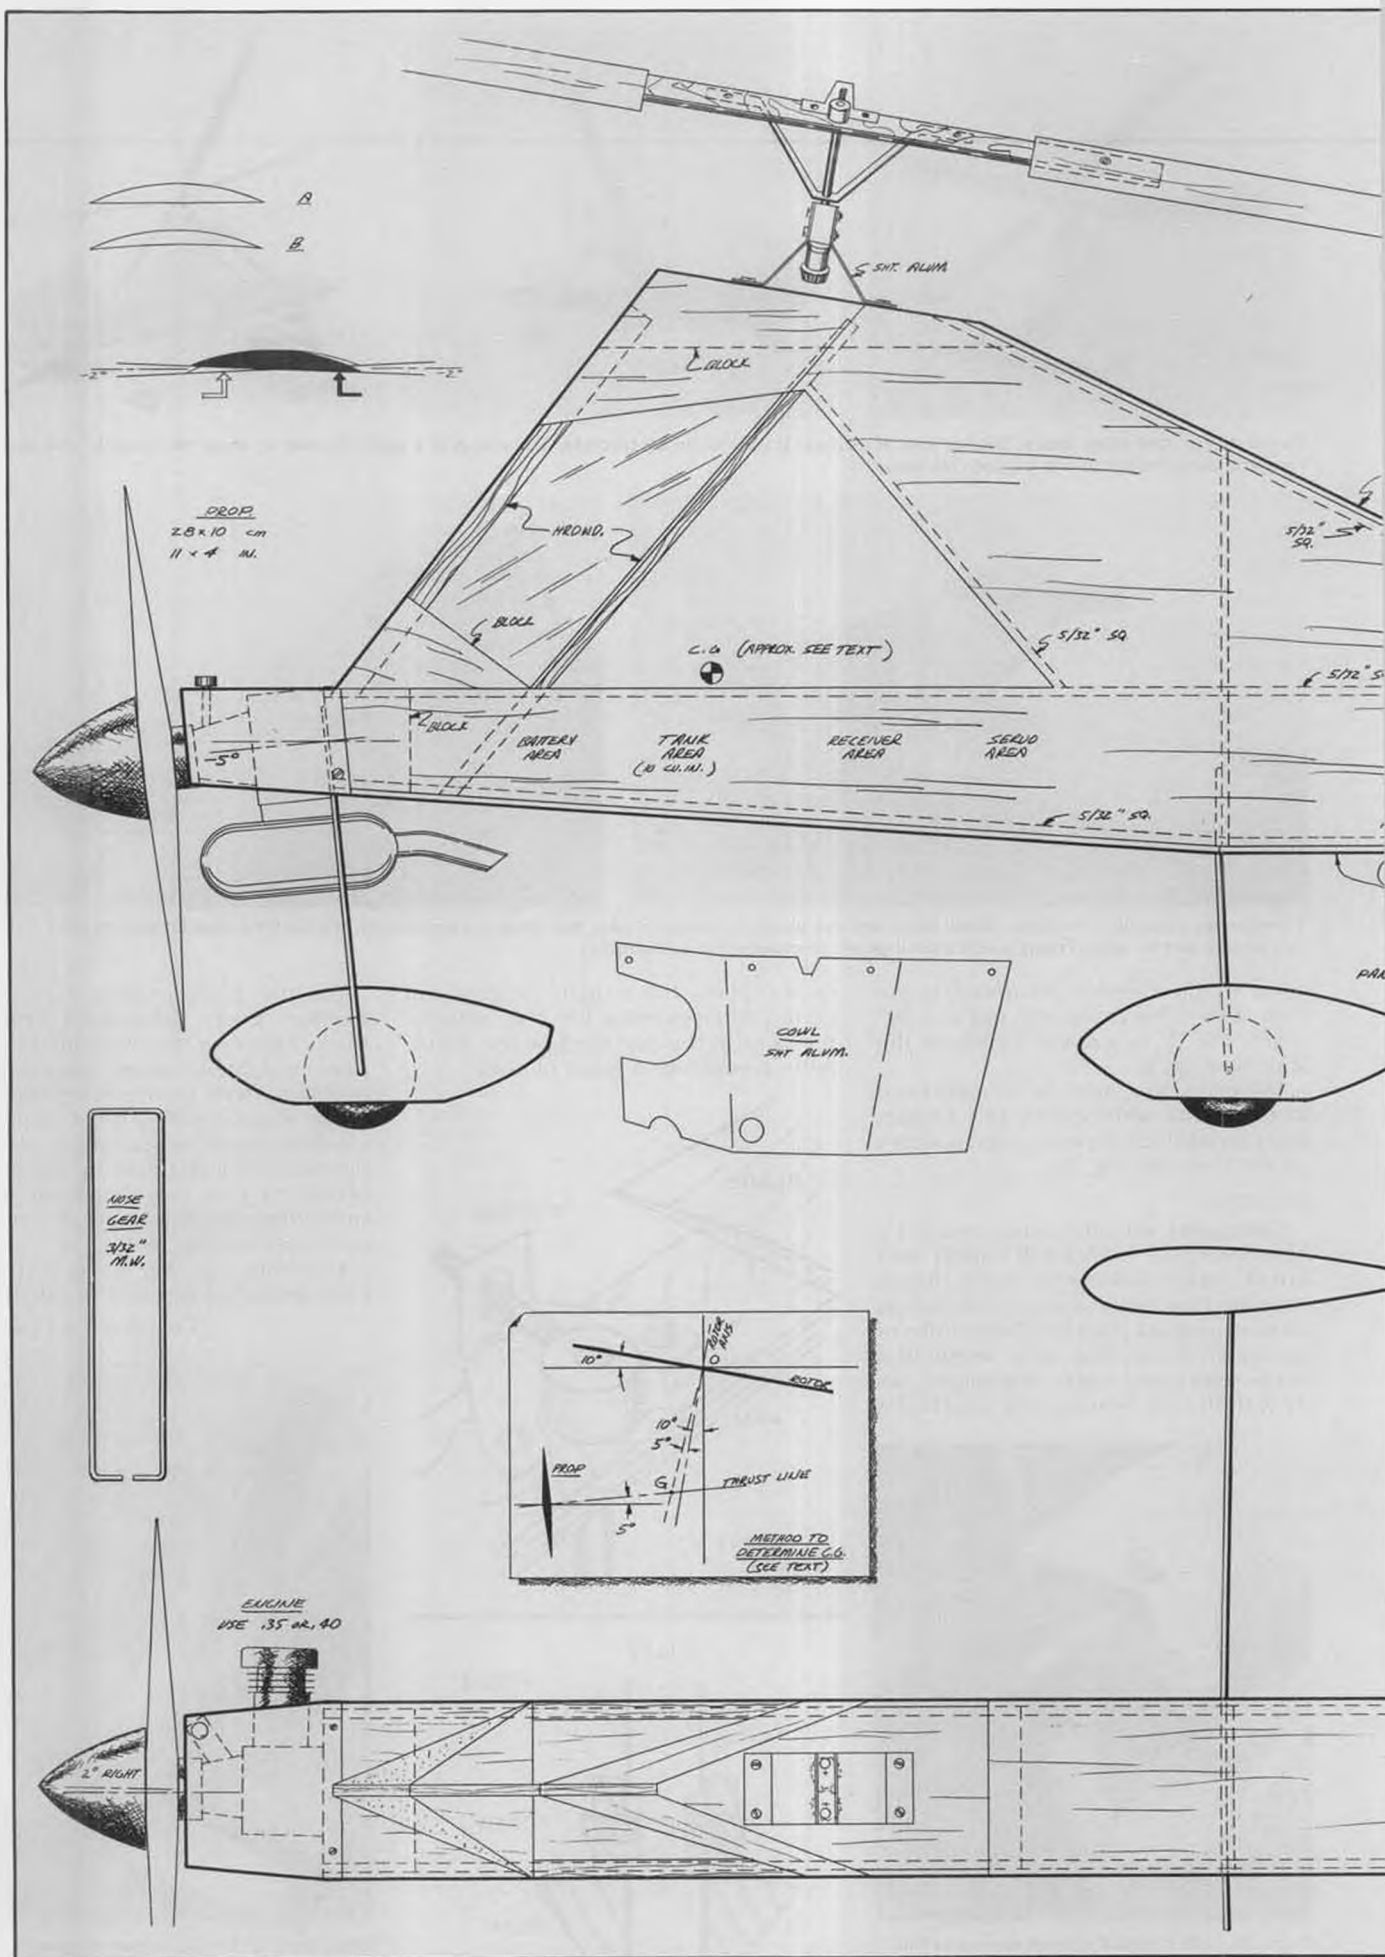 A
B
SHT. ALUM.
BLOCK
-2°
-2°
PROP.
28 x 10 cm
11 x 4 IN.
HRDWD.
5/32"
SQ.
BLOCK
C.G (APPROX. SEE TEXT)
5/32" SQ.
5/32" S
BLOCK
-5°
BATTERY
AREA
TANK
AREA
(10 CU.IN.)
RECEIVER
AREA
SERVO
AREA
5/32" SQ.
PAN
COWL
SHT ALUM.
NOSE
GEAR
3/32"
M.W.
ROTOR
AXIS
10°
O
ROTOR
10°
5°
PROP
G
THRUST LINE
5°
METHOD TO
DETERMINE C.G.
(SEE TEXT)
ENGINE
USE .35 OR .40
2° RIGHT